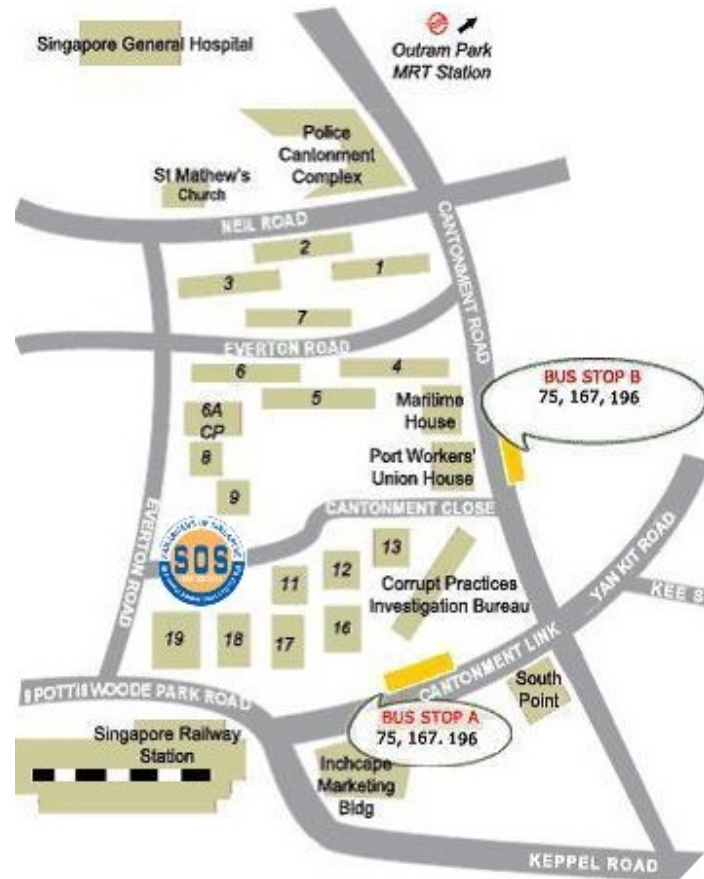 Singapore General Hospital
Outram Park
MRT Station
Police
Cantonment
Complex
St Mathew's
Church
NEIL ROAD
CANTONMENT ROAD
2
1
3
7
EVERTON ROAD
6
4
5
BUS STOP B
75, 167, 196
6A
CP
Maritime
House
8
Port Workers'
Union House
9
CANTONMENT CLOSE
YAN KIT ROAD
EVERTON ROAD
SOS
13
12
11
Corrupt Practices
Investigation Bureau
KEE S
19
18
17
16
CANTONMENT LINK
SPOTTISWOODE PARK ROAD
South
Point
BUS STOP A
75, 167. 196
Singapore Railway
Station
Inchcape
Marketing
Bldg
KEPPEL ROAD